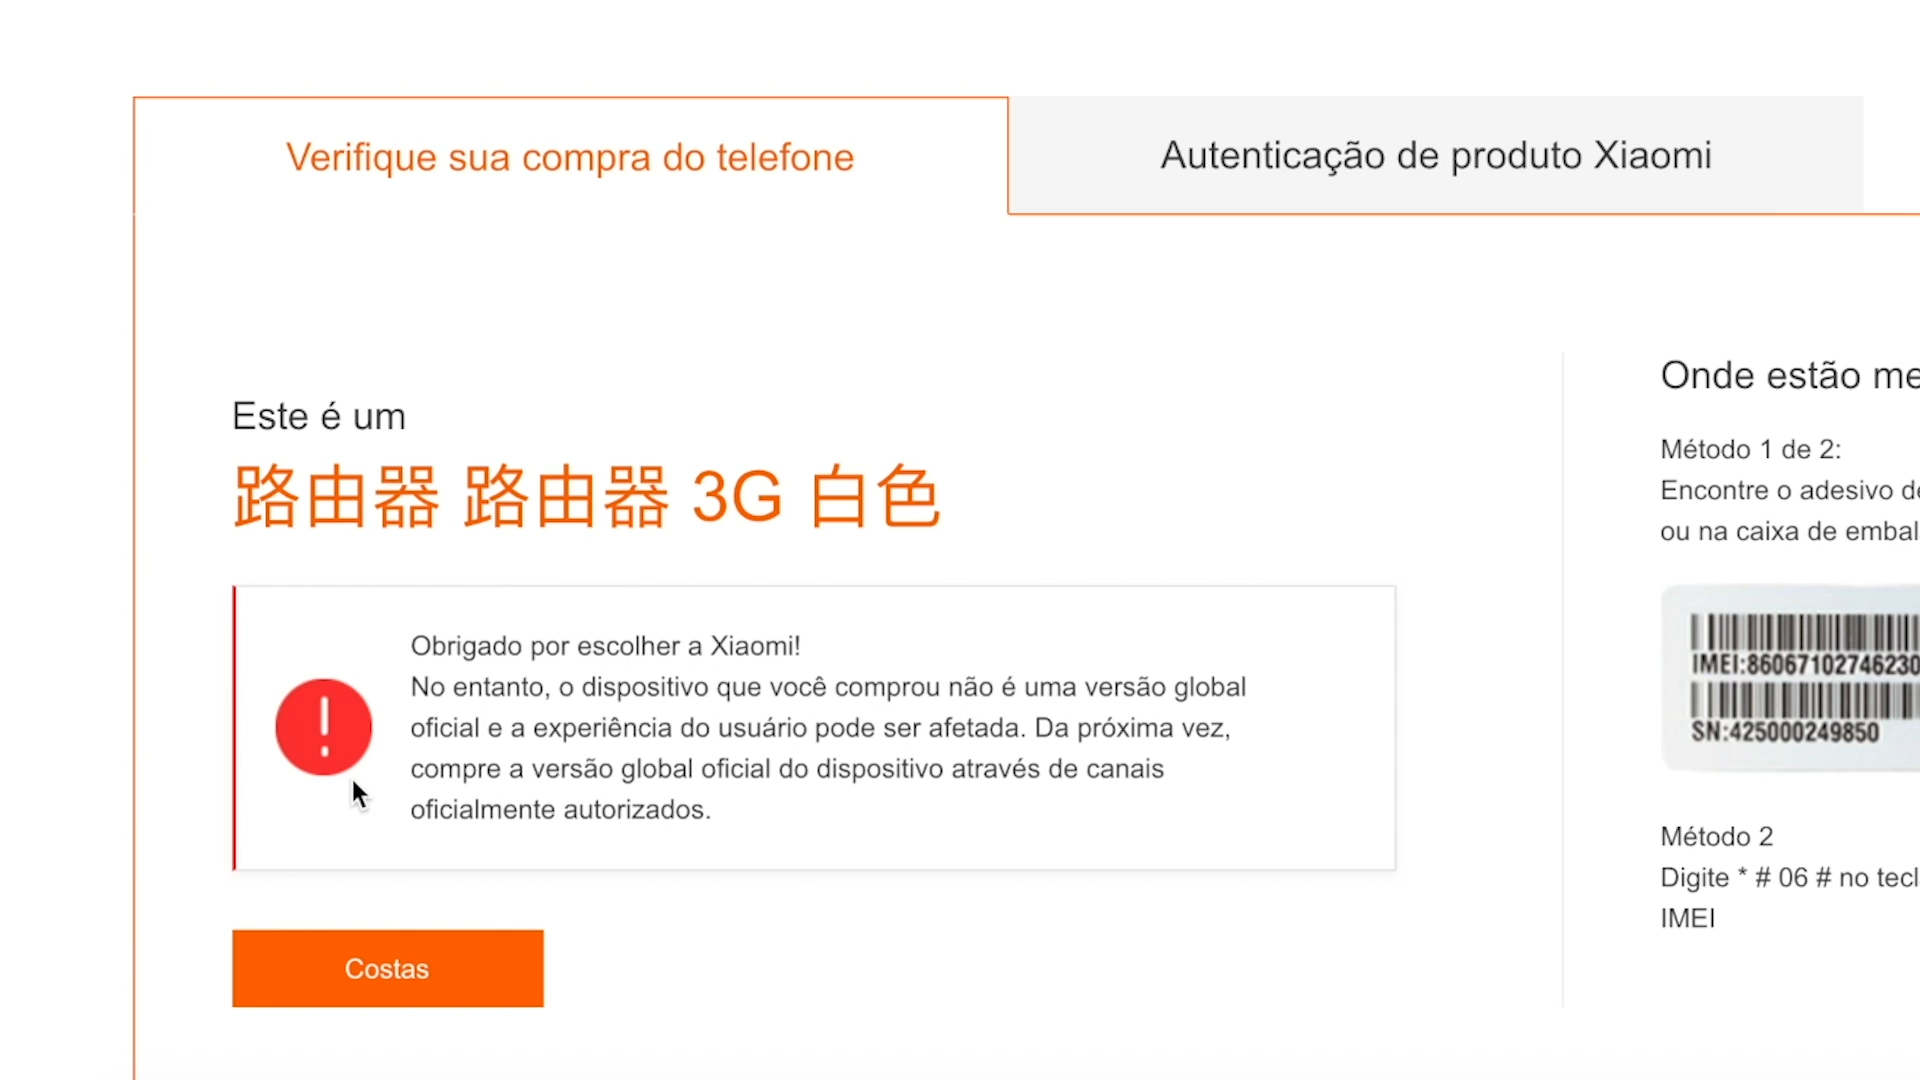 Verifique sua compra do telefone
Autenticação de produto Xiaomi
Este é um
路由器 路由器 3G 白色
Obrigado por escolher a Xiaomi!
No entanto, o dispositivo que você comprou não é uma versão global
oficial e a experiência do usuário pode ser afetada. Da próxima vez,
compre a versão global oficial do dispositivo através de canais
oficialmente autorizados.
Costas
Onde estão
Método 1 de 2:
Encontre o adesivo
ou na caixa de
IMEI:86067102746230
SN:425000249850
Método 2
Digite * # 06 # no
IMEI